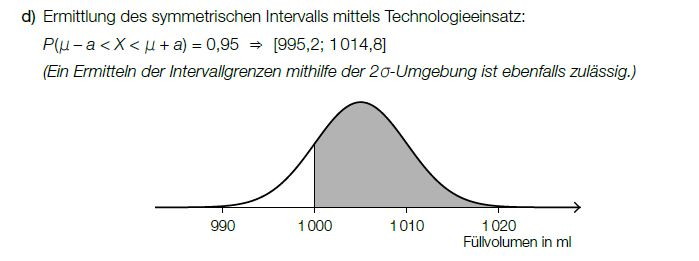 d) Ermittlung des symmetrischen Intervalls mittels Technologieeinsatz:
P(μ – a < X < μ + a) = 0,95 ⇒ [995,2; 1 014,8]
(Ein Ermitteln der Intervallgrenzen mithilfe der 2σ-Umgebung ist ebenfalls zulässig.)
990 1 000 1 010 1 020
Füllvolumen in ml